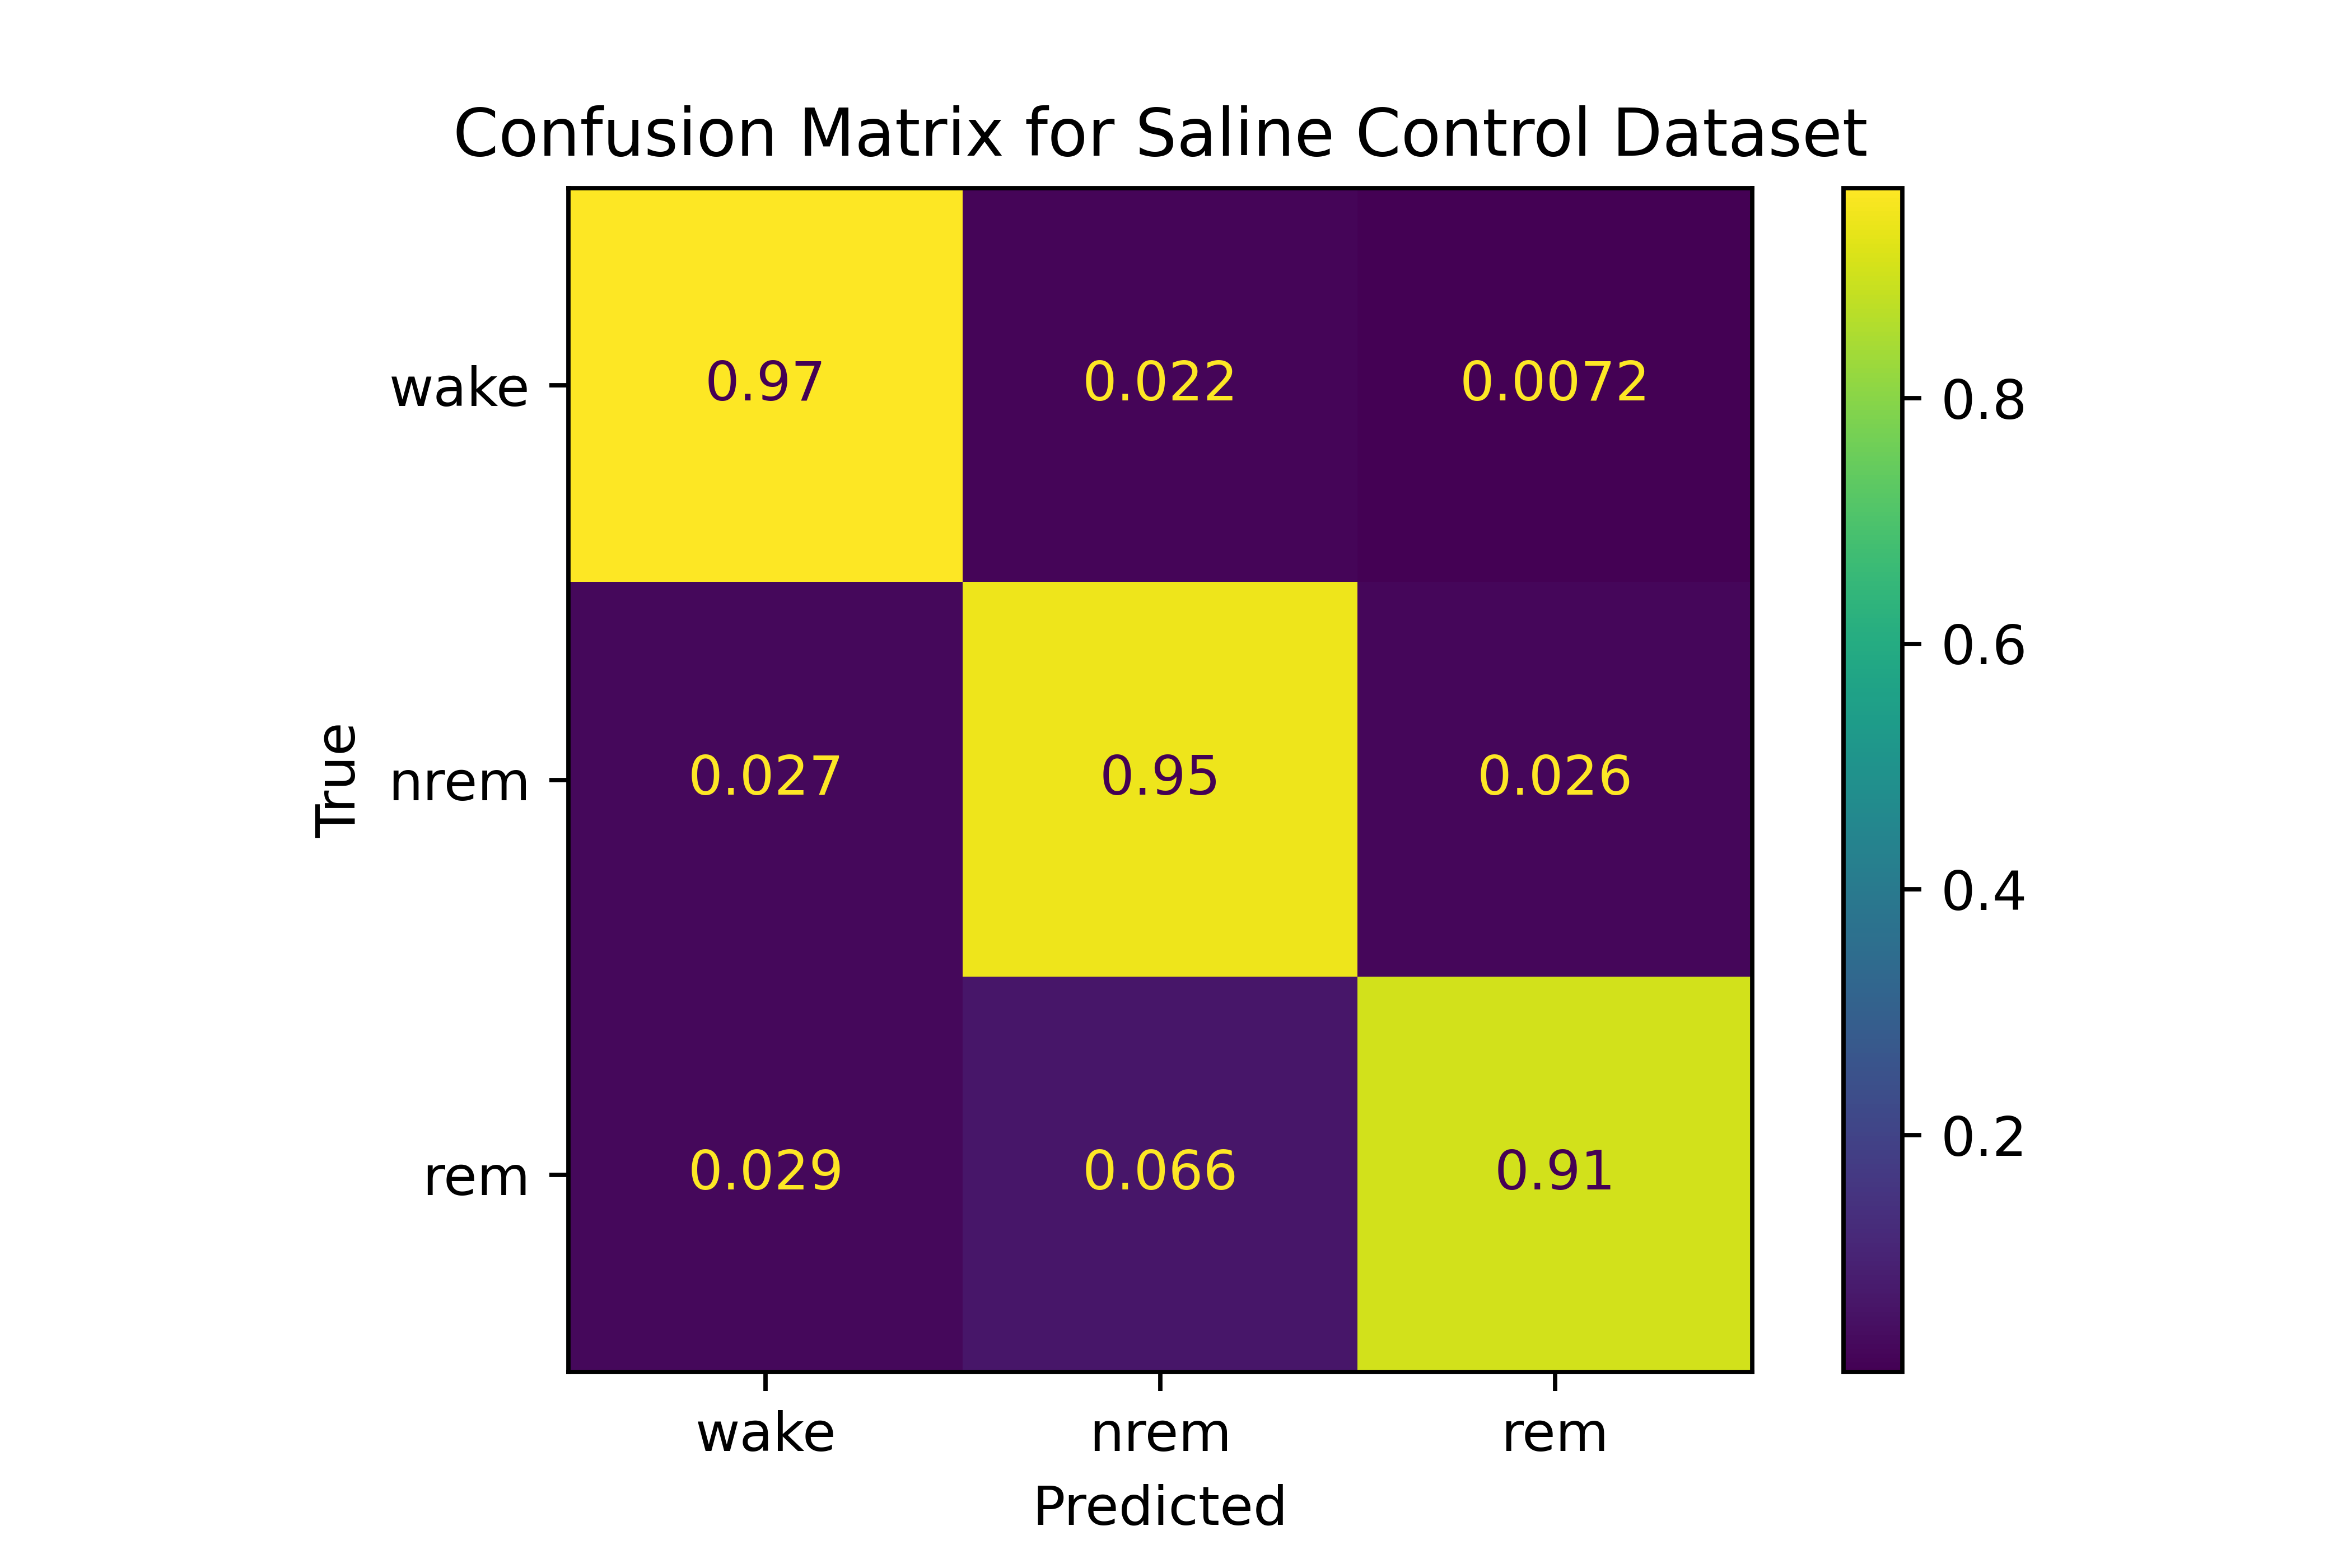 Confusion Matrix for Saline Control Dataset
wake 0.97 0.022 0.0072
nrem 0.027 0.95 0.026
rem 0.029 0.066 0.91
True
wake nrem rem
Predicted
0.8
0.6
0.4
0.2